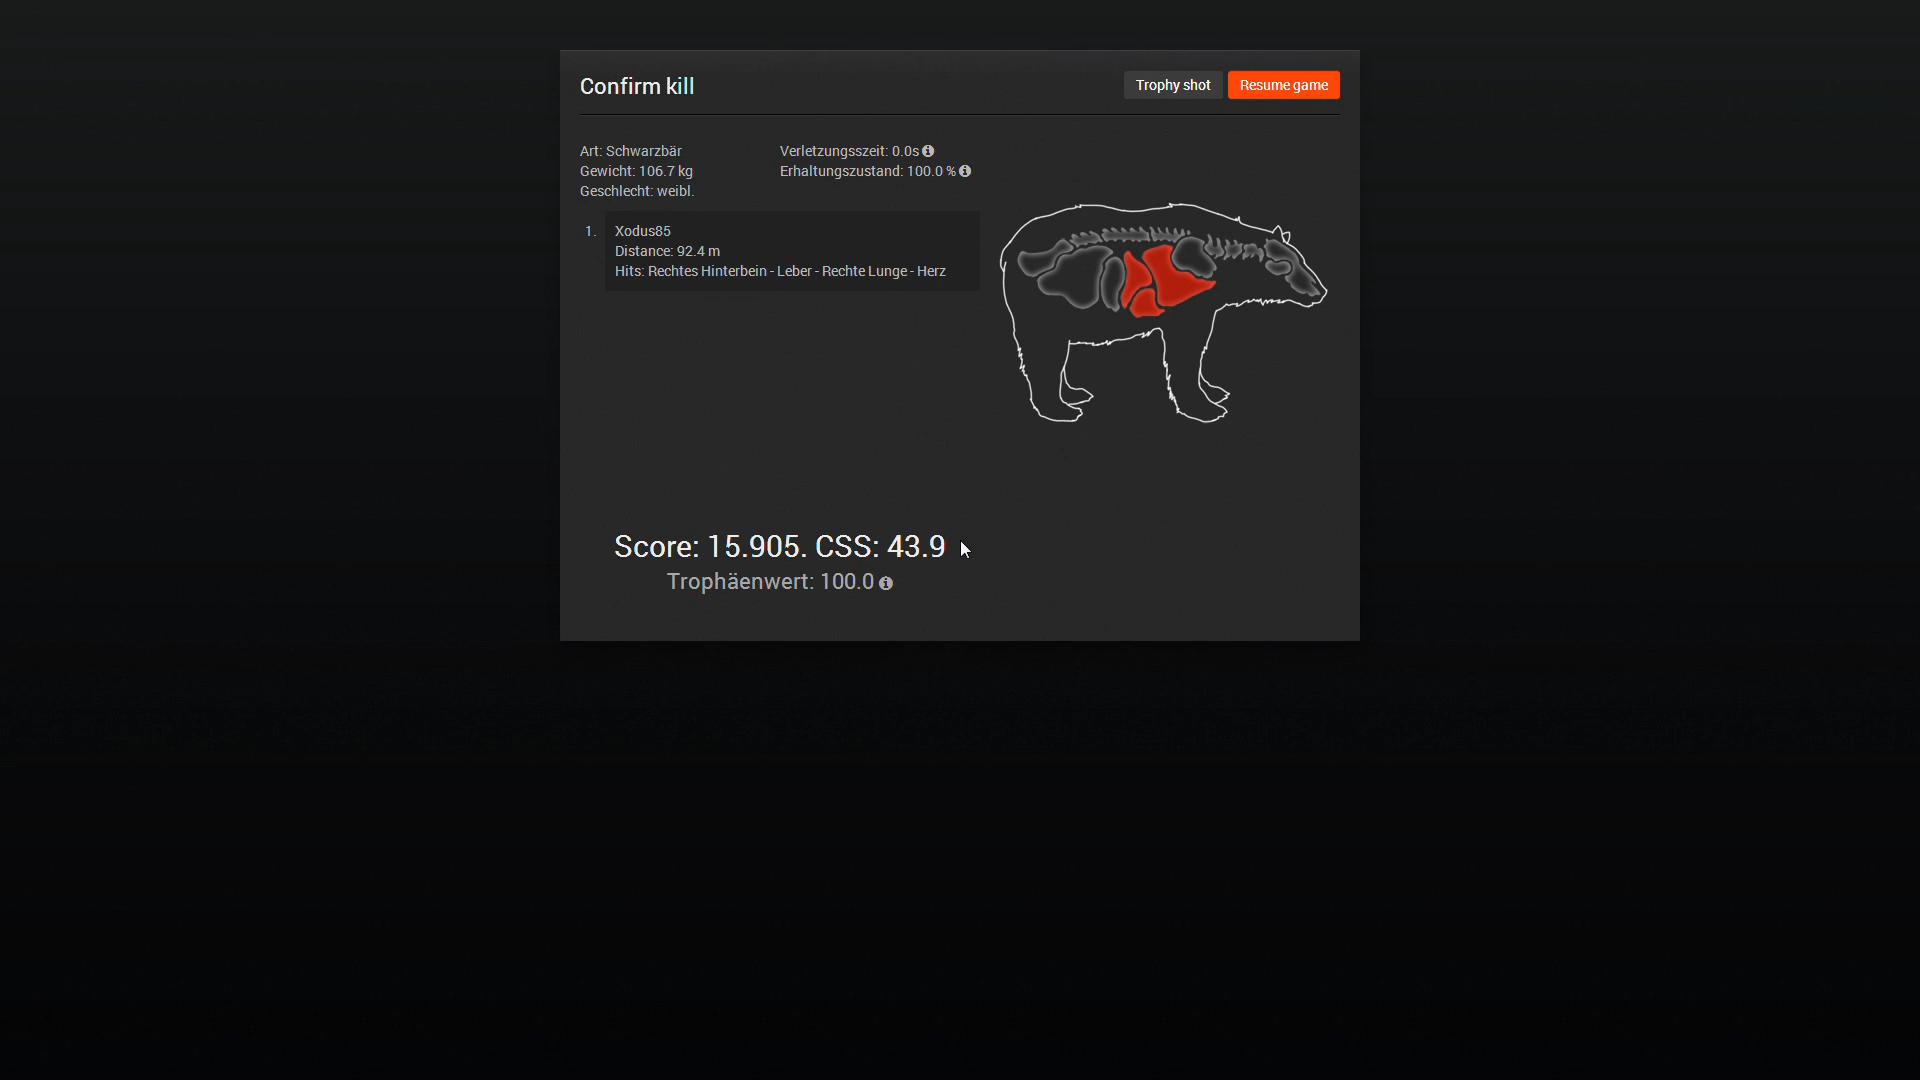 Confirm kill
Trophy shot
Resume game
Art: Schwarzbär
Gewicht: 106.7 kg
Geschlecht: weibl.
Verletzungsszeit: 0.0s
Erhaltungszustand: 100.0 %
1.
Xodus85
Distance: 92.4 m
Hits: Rechtes Hinterbein - Leber - Rechte Lunge - Herz
Score: 15.905. CSS: 43.9
Trophäenwert: 100.0